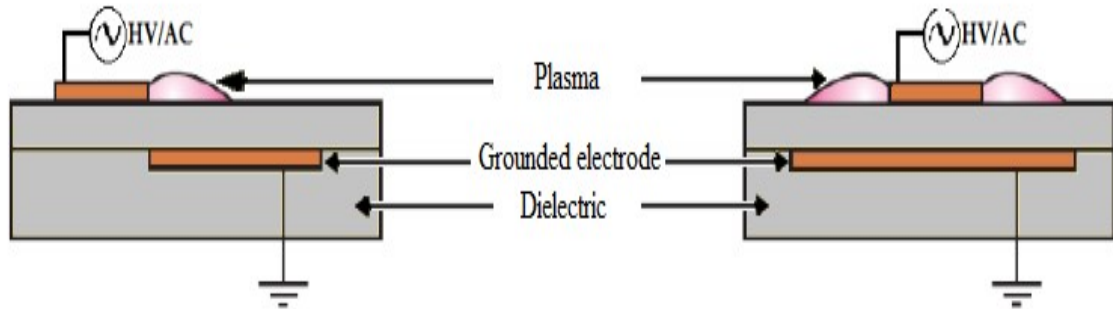 HV/AC
HV/AC
Plasma
Grounded electrode
Dielectric